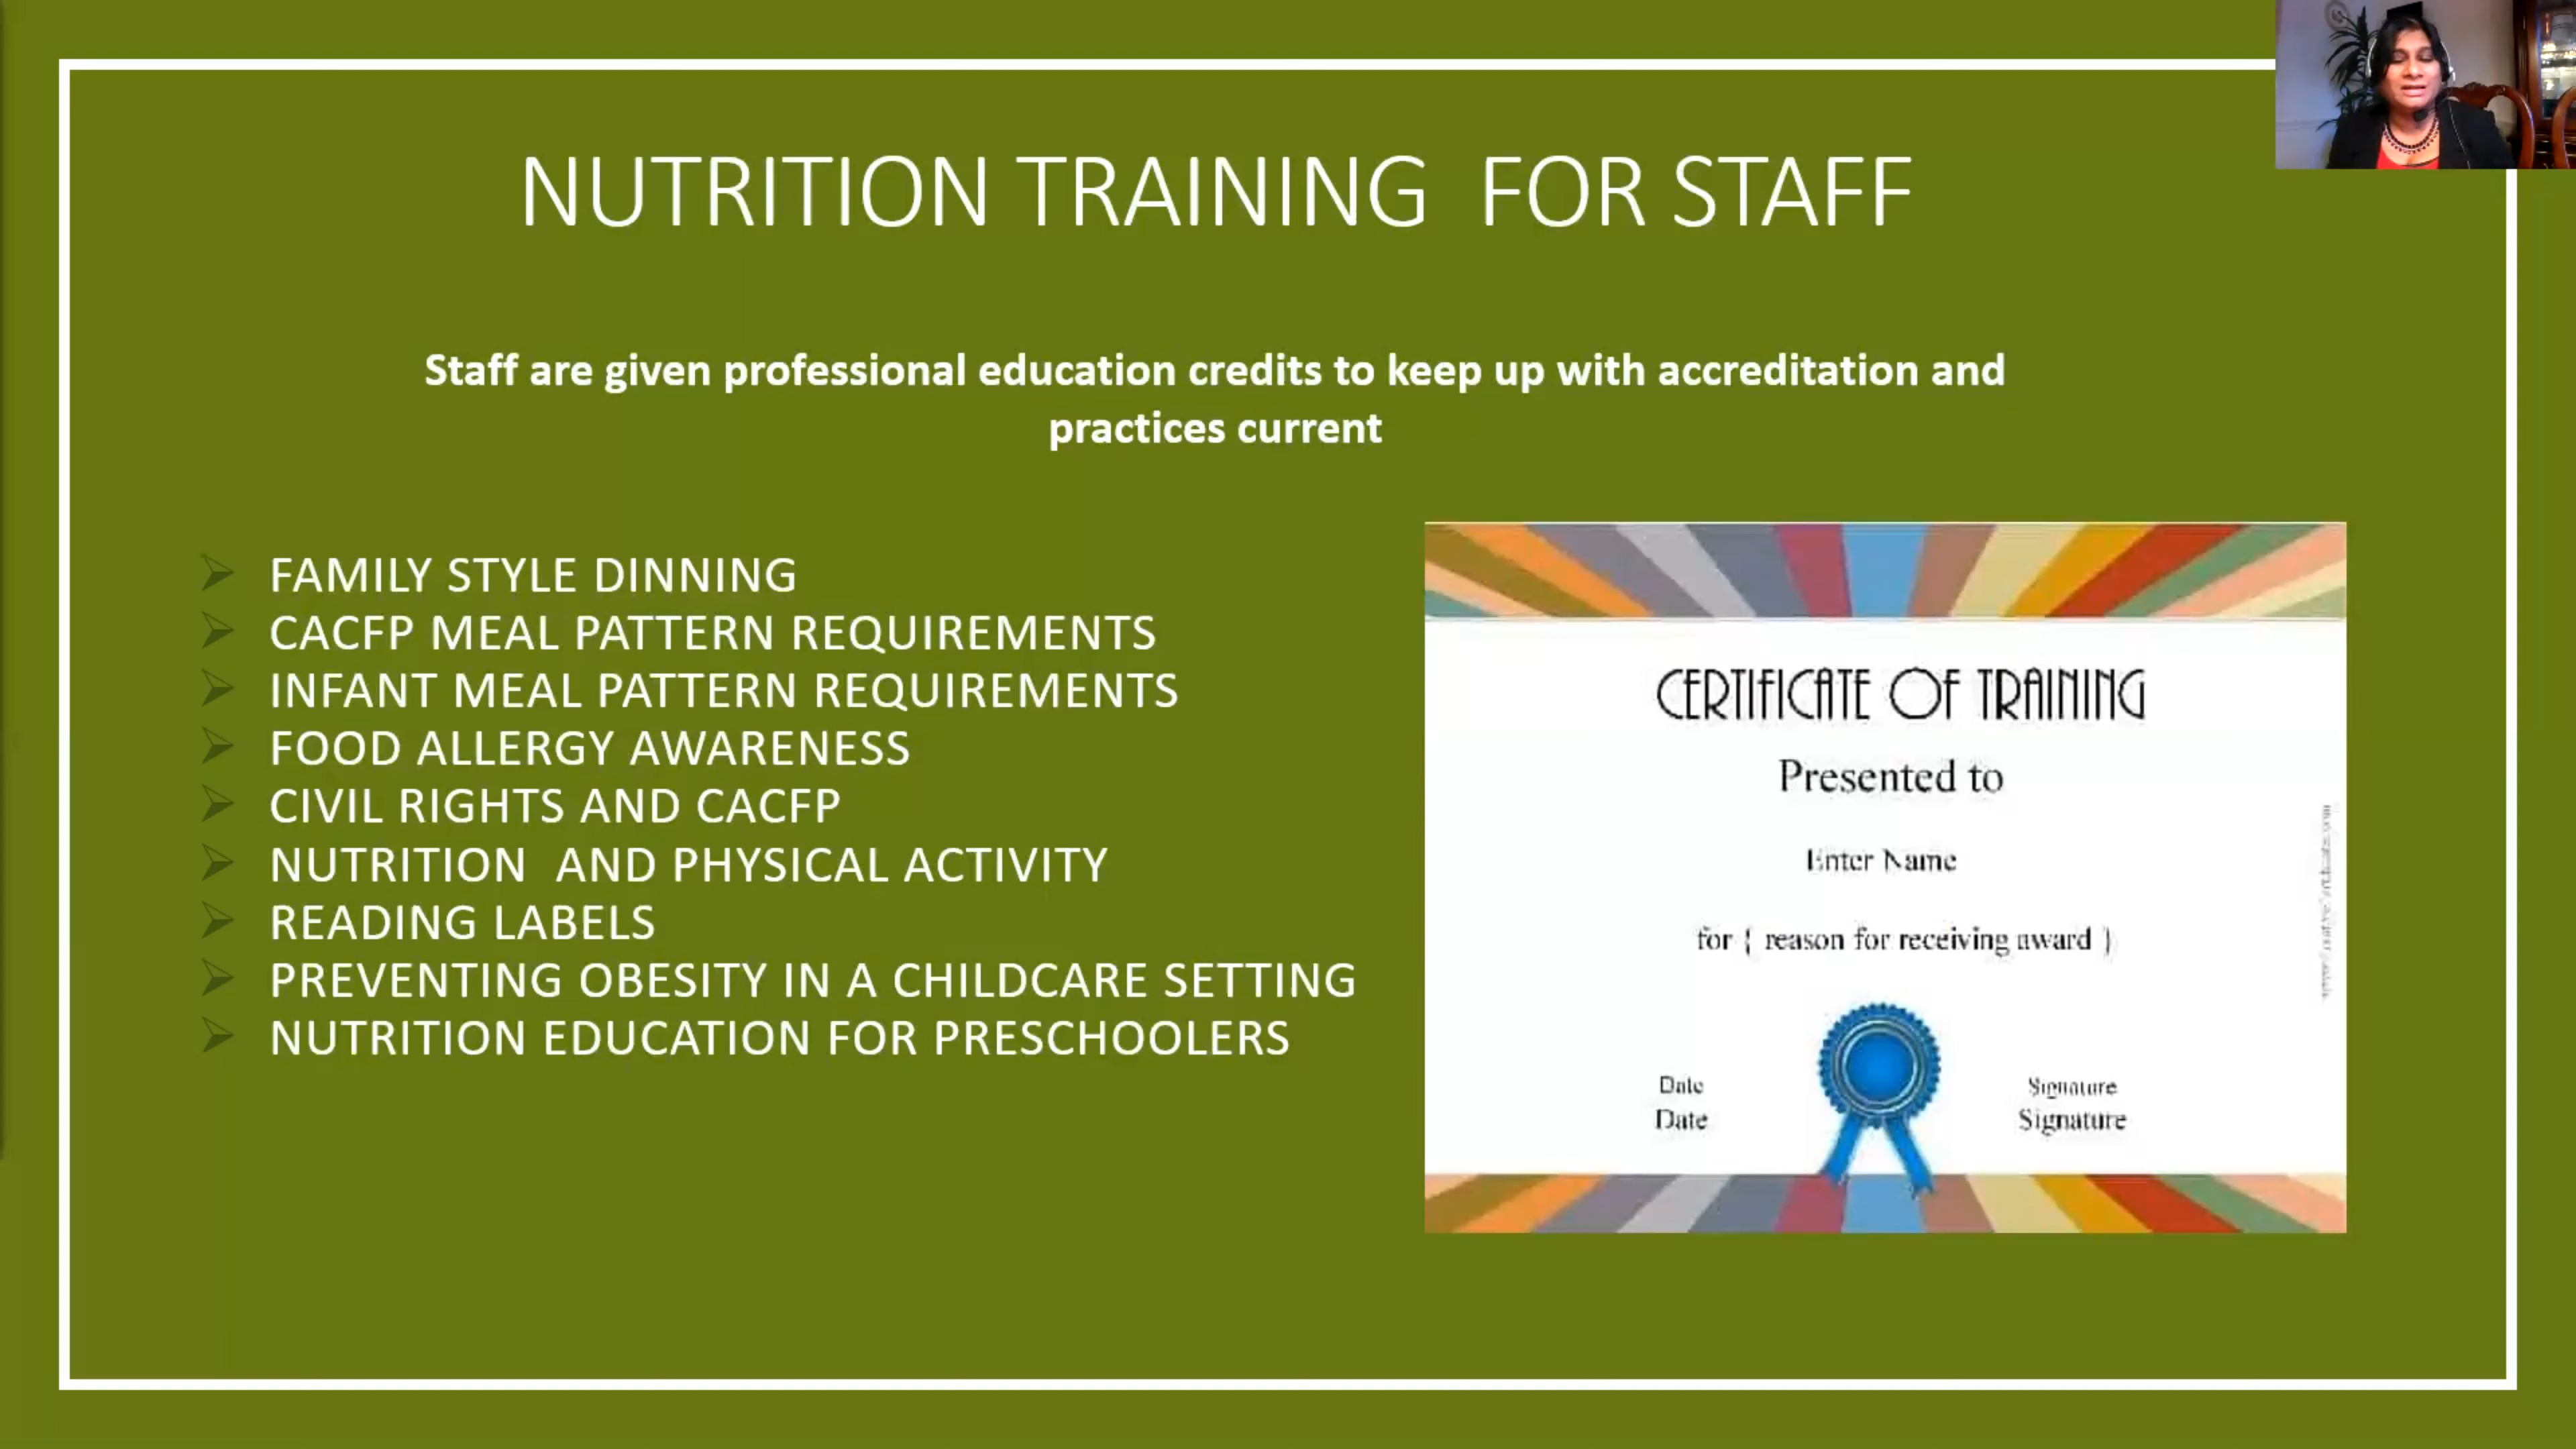 NUTRITION TRAINING FOR STAFF
Staff are given professional education credits to keep up with accreditation and
practices current
FAMILY STYLE DINNING
CACFP MEAL PATTERN REQUIREMENTS
INFANT MEAL PATTERN REQUIREMENTS
FOOD ALLERGY AWARENESS
CIVIL RIGHTS AND CACFP
NUTRITION AND PHYSICAL ACTIVITY
READING LABELS
PREVENTING OBESITY IN A CHILDCARE SETTING
NUTRITION EDUCATION FOR PRESCHOOLERS
CERTIFICATE OF TRAINING
Presented to
Enter Name
for { reason for receiving award }
Date
Signature
Date
Signature